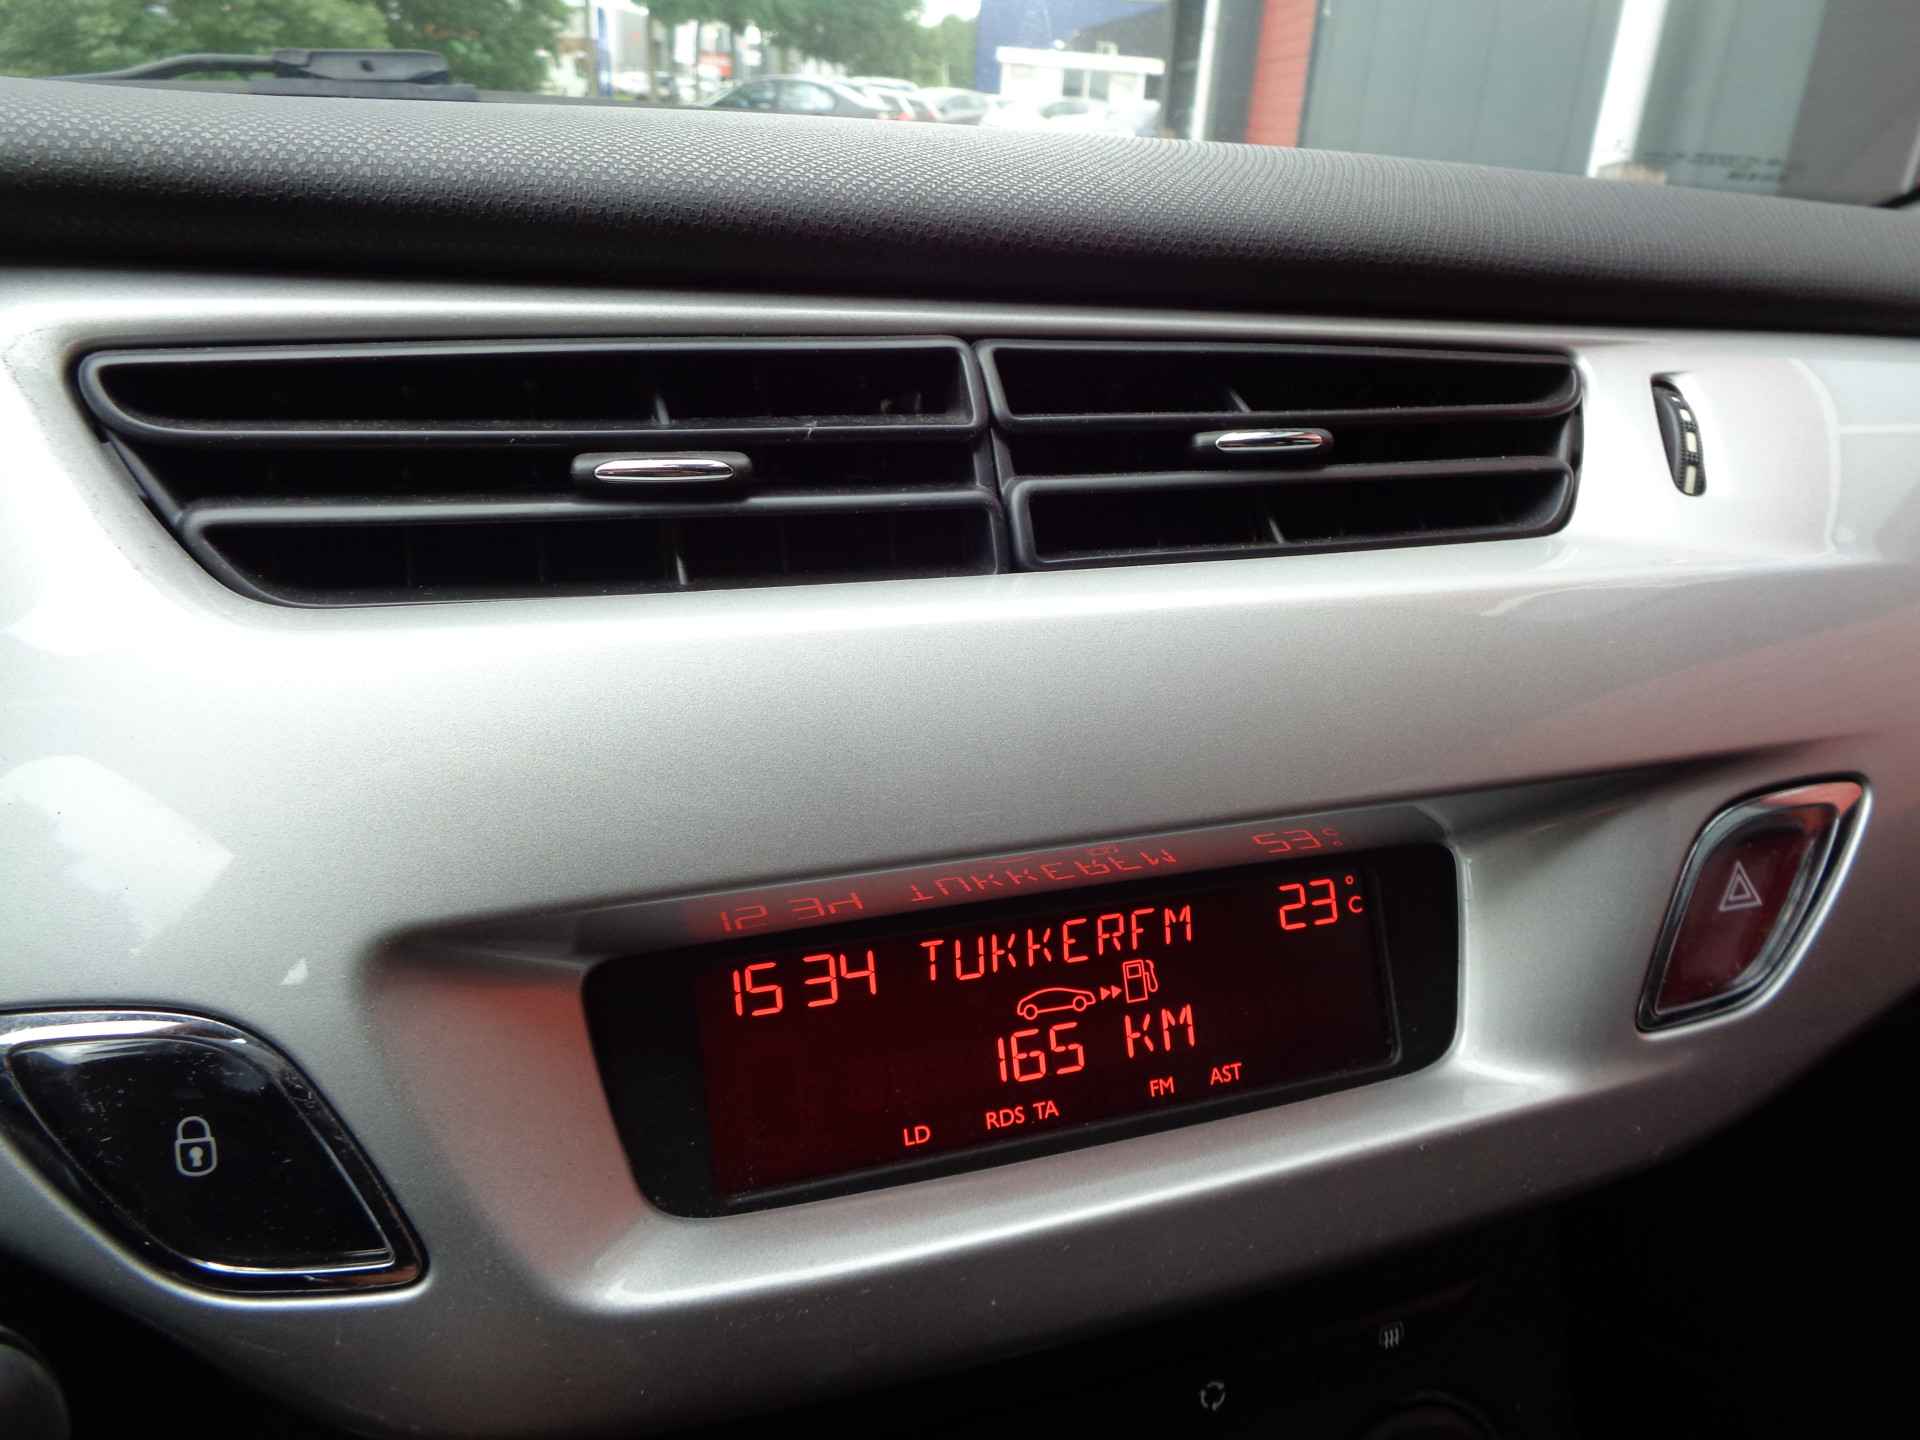 15 34 TUKKERFM 23°C
165 KM
LD RDS TA FM AST